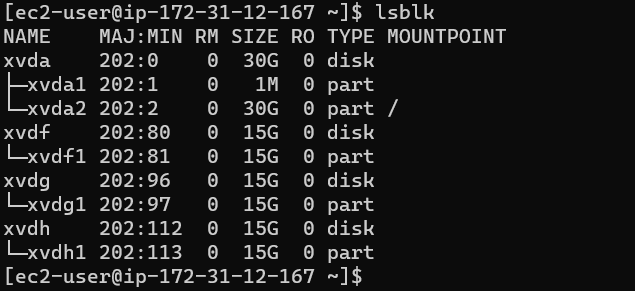 [ec2-user@ip-172-31-12-167 ~]$ lsblk
NAME    MAJ:MIN RM SIZE RO TYPE MOUNTPOINT
xvda    202:0    0  30G  0 disk
├─xvda1 202:1    0   1M  0 part
└─xvda2 202:2    0  30G  0 part /
xvdf    202:80   0  15G  0 disk
└─xvdf1 202:81   0  15G  0 part
xvdg    202:96   0  15G  0 disk
└─xvdg1 202:97   0  15G  0 part
xvdh    202:112  0  15G  0 disk
└─xvdh1 202:113  0  15G  0 part
[ec2-user@ip-172-31-12-167 ~]$